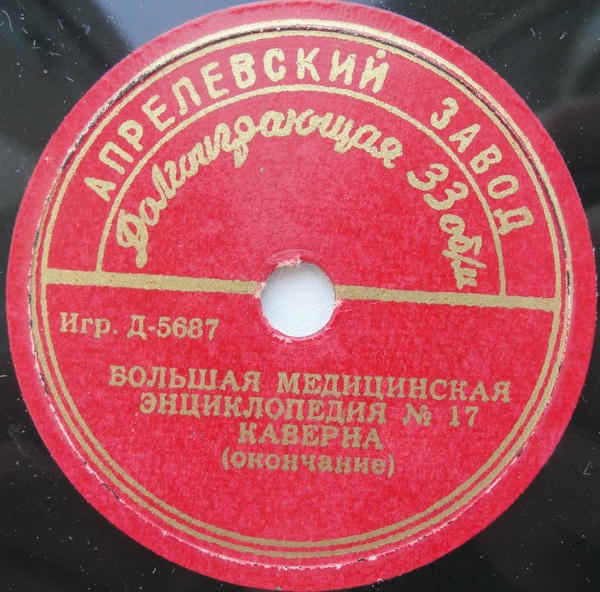 АПРЕЛЕВСКИЙ ЗАВОД
Долгоиграющая 33 об/м
Игр. Д-5687
БОЛЬШАЯ МЕДИЦИНСКАЯ
ЭНЦИКЛОПЕДИЯ № 17
КАВЕРНА
(окончание)